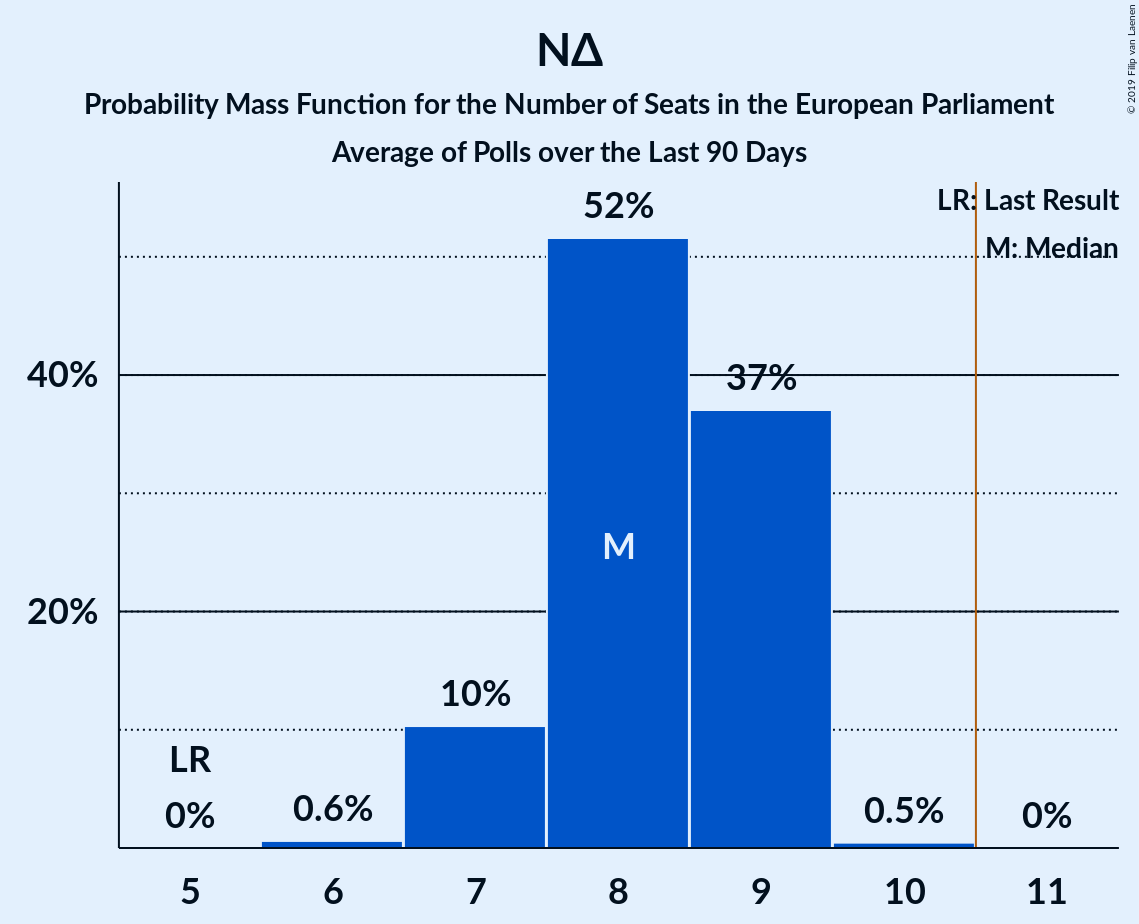 ΝΔ
Probability Mass Function for the Number of Seats in the European Parliament
Average of Polls over the Last 90 Days
© 2019 Filip van Laenen
LR: Last Result
M: Median
52%
40%
37%
M
20%
10%
LR
0%
0.6%
0.5%
0%
5 6 7 8 9 10 11